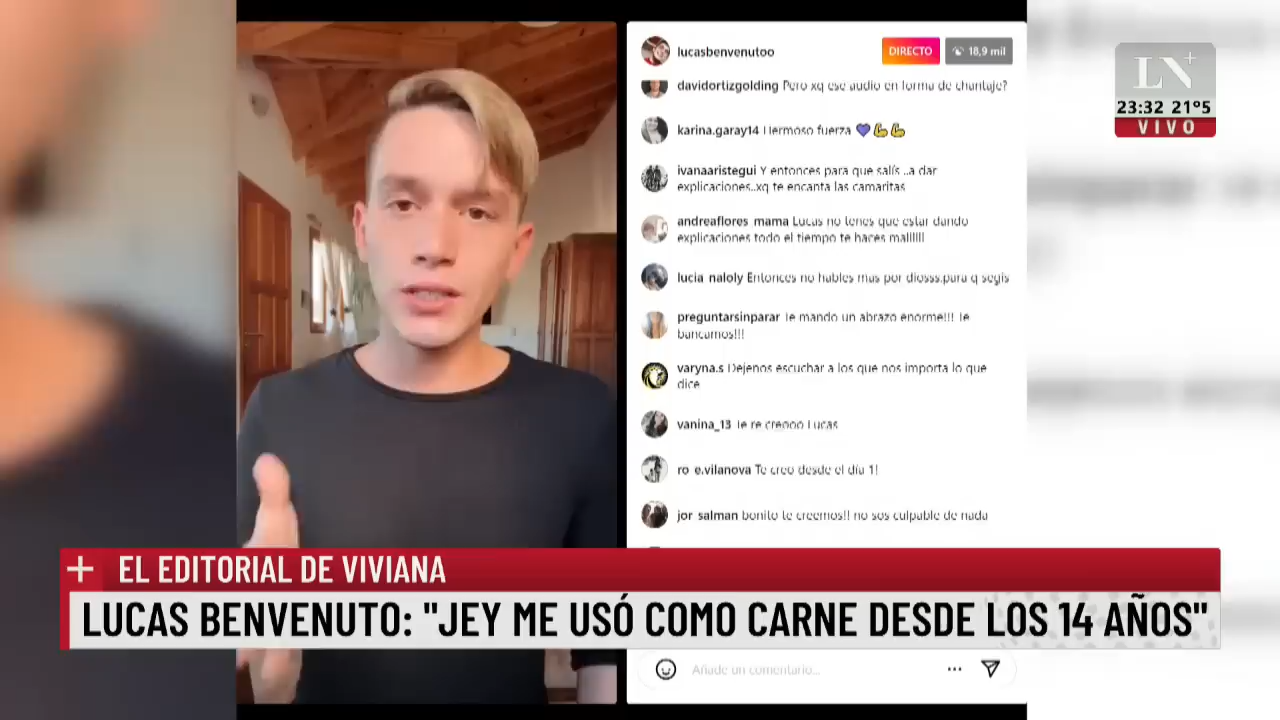 lucasbenvenutoo
DIRECTO
18,9 mil
LN+
23:32 21°5
VIVO
davidortizgolding Pero xq ese audio en forma de chantaje?
karina.garay14 Hermoso fuerza 💜💪💪
ivanaaristegui Y entonces para que salís ..a dar
explicaciones..xq te encanta las camaritas
andreaflores_mama Lucas no tenes que estar dando
explicaciones todo el tiempo te haces malllllll
lucia_naloly Entonces no hables mas por diosss.para q segis
preguntarsinparar Te mando un abrazo enorme!!! Te
bancamos!!!
varyna.s Dejenos escuchar a los que nos importa lo que
dice
vanina_13 Te re creooo Lucas
ro_e.vilanova Te creo desde el día 1!
jor_salman bonito te creemos!! no sos culpable de nada
+ EL EDITORIAL DE VIVIANA
LUCAS BENVENUTO: "JEY ME USÓ COMO CARNE DESDE LOS 14 AÑOS"
Añade un comentario...